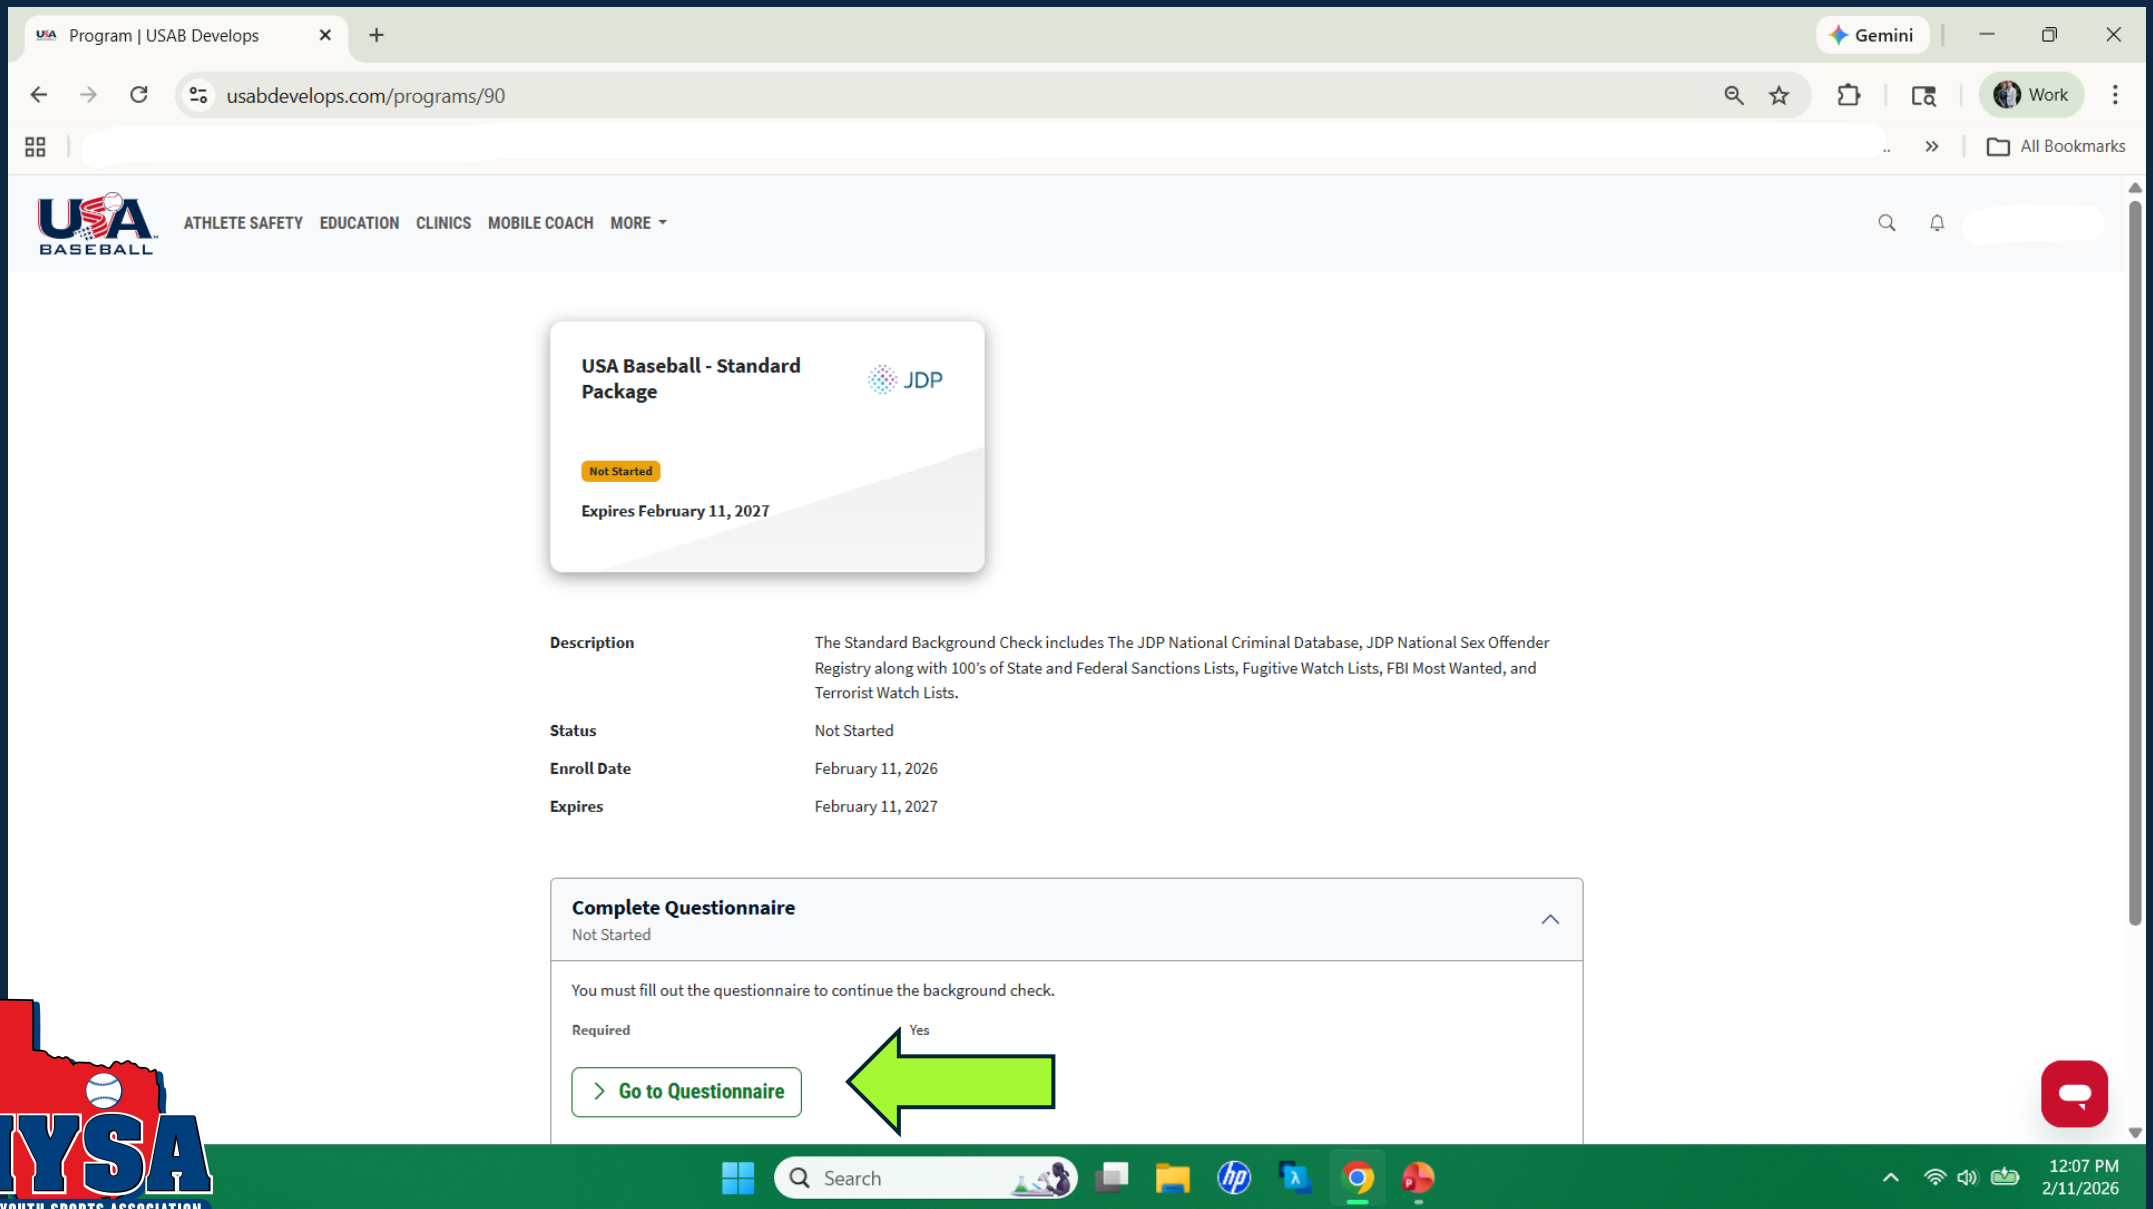 USA Program | USAB Develops
Gemini
usabdevelops.com/programs/90
Work
All Bookmarks
USA
BASEBALL
ATHLETE SAFETY EDUCATION CLINICS MOBILE COACH MORE
USA Baseball - Standard
Package
JDP
Not Started
Expires February 11, 2027
Description
The Standard Background Check includes The JDP National Criminal Database, JDP National Sex Offender
Registry along with 100's of State and Federal Sanctions Lists, Fugitive Watch Lists, FBI Most Wanted, and
Terrorist Watch Lists.
Status Not Started
Enroll Date February 11, 2026
Expires February 11, 2027
Complete Questionnaire
Not Started
You must fill out the questionnaire to continue the background check.
Required Yes
Go to Questionnaire
YSA
YOUTH SPORTS ASSOCIATION
Search
hp
12:07 PM
2/11/2026